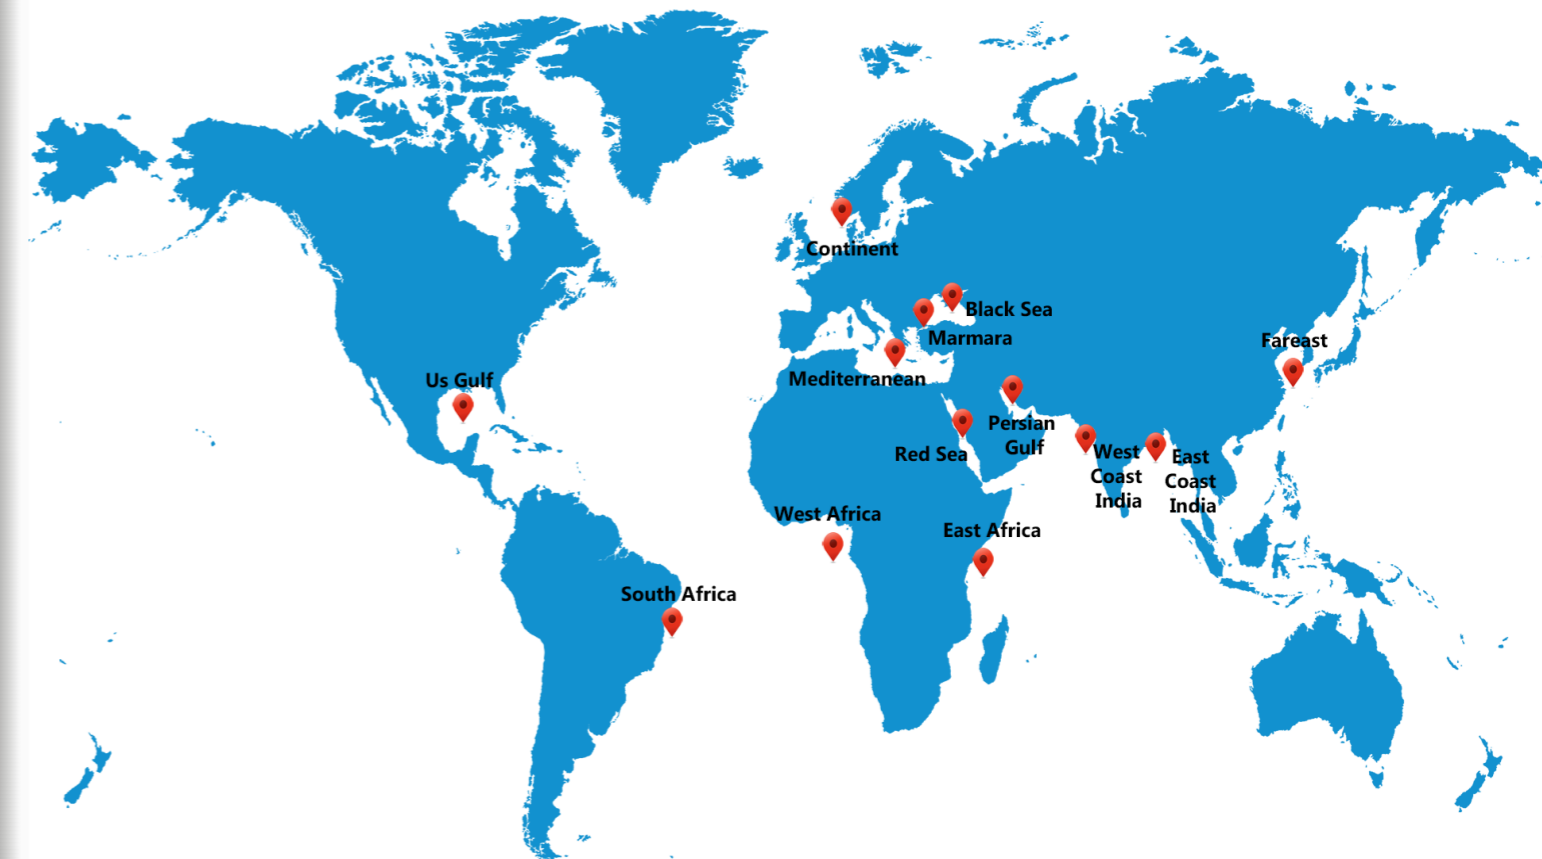 Continent
Black Sea
Marmara
Fareast
Mediterranean
Us Gulf
Persian
Gulf
Red Sea
West
Coast
India
East
Coast
India
West Africa
East Africa
South Africa